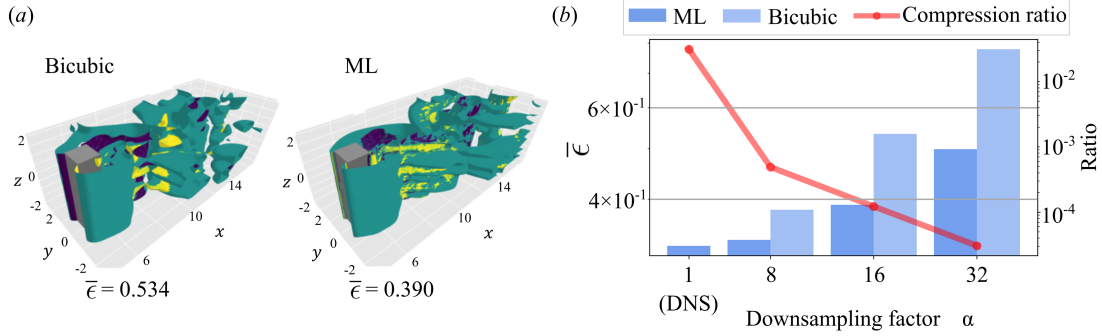 (a)
Bicubic
ML
2
z 0
-2
2
y 0
-2
6
10
x
14
2
z 0
-2
2
y 0
-2
6
10
x
14
ϵ̅ = 0.534
ϵ̅ = 0.390
(b)
ML Bicubic Compression ratio
6×10⁻¹
4×10⁻¹
ϵ̅
10⁻²
10⁻³
10⁻⁴
Ratio
1 8 16 32
(DNS)
Downsampling factor α